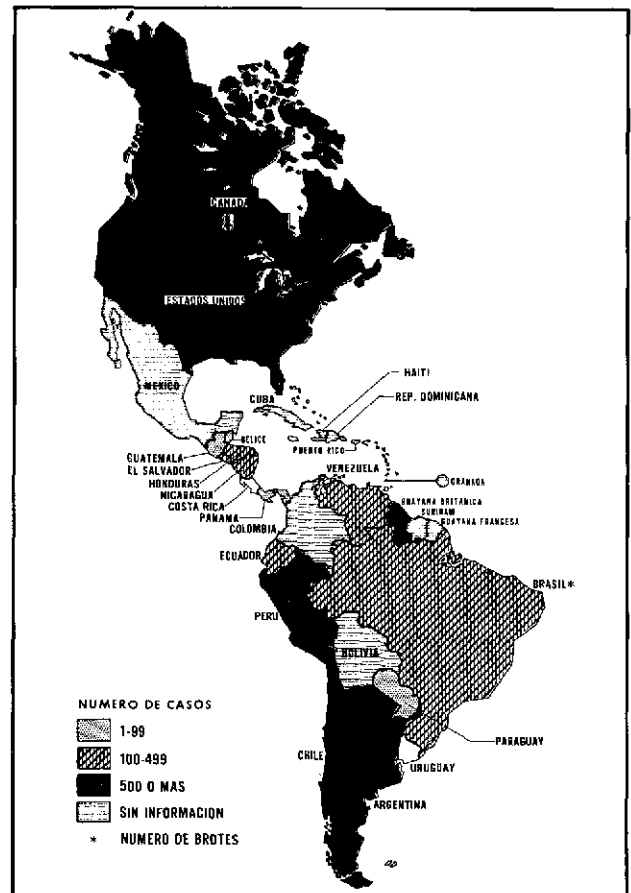 CANADA
ESTADOS UNIDOS
MEXICO
CUBA
HAITI
REP. DOMINICANA
BELICE
PUERTO RICO
GUATEMALA
EL SALVADOR
HONDURAS
NICARAGUA
COSTA RICA
PANAMA
VENEZUELA
GRANADA
GUAYANA BRITANICA
SURINAM
GUAYANA FRANCESA
COLOMBIA
ECUADOR
BRASIL*
PERU
BOLIVIA
PARAGUAY
CHILE
URUGUAY
ARGENTINA
NUMERO DE CASOS
1-99
100-499
500 O MAS
SIN INFORMACION
* NUMERO DE BROTES